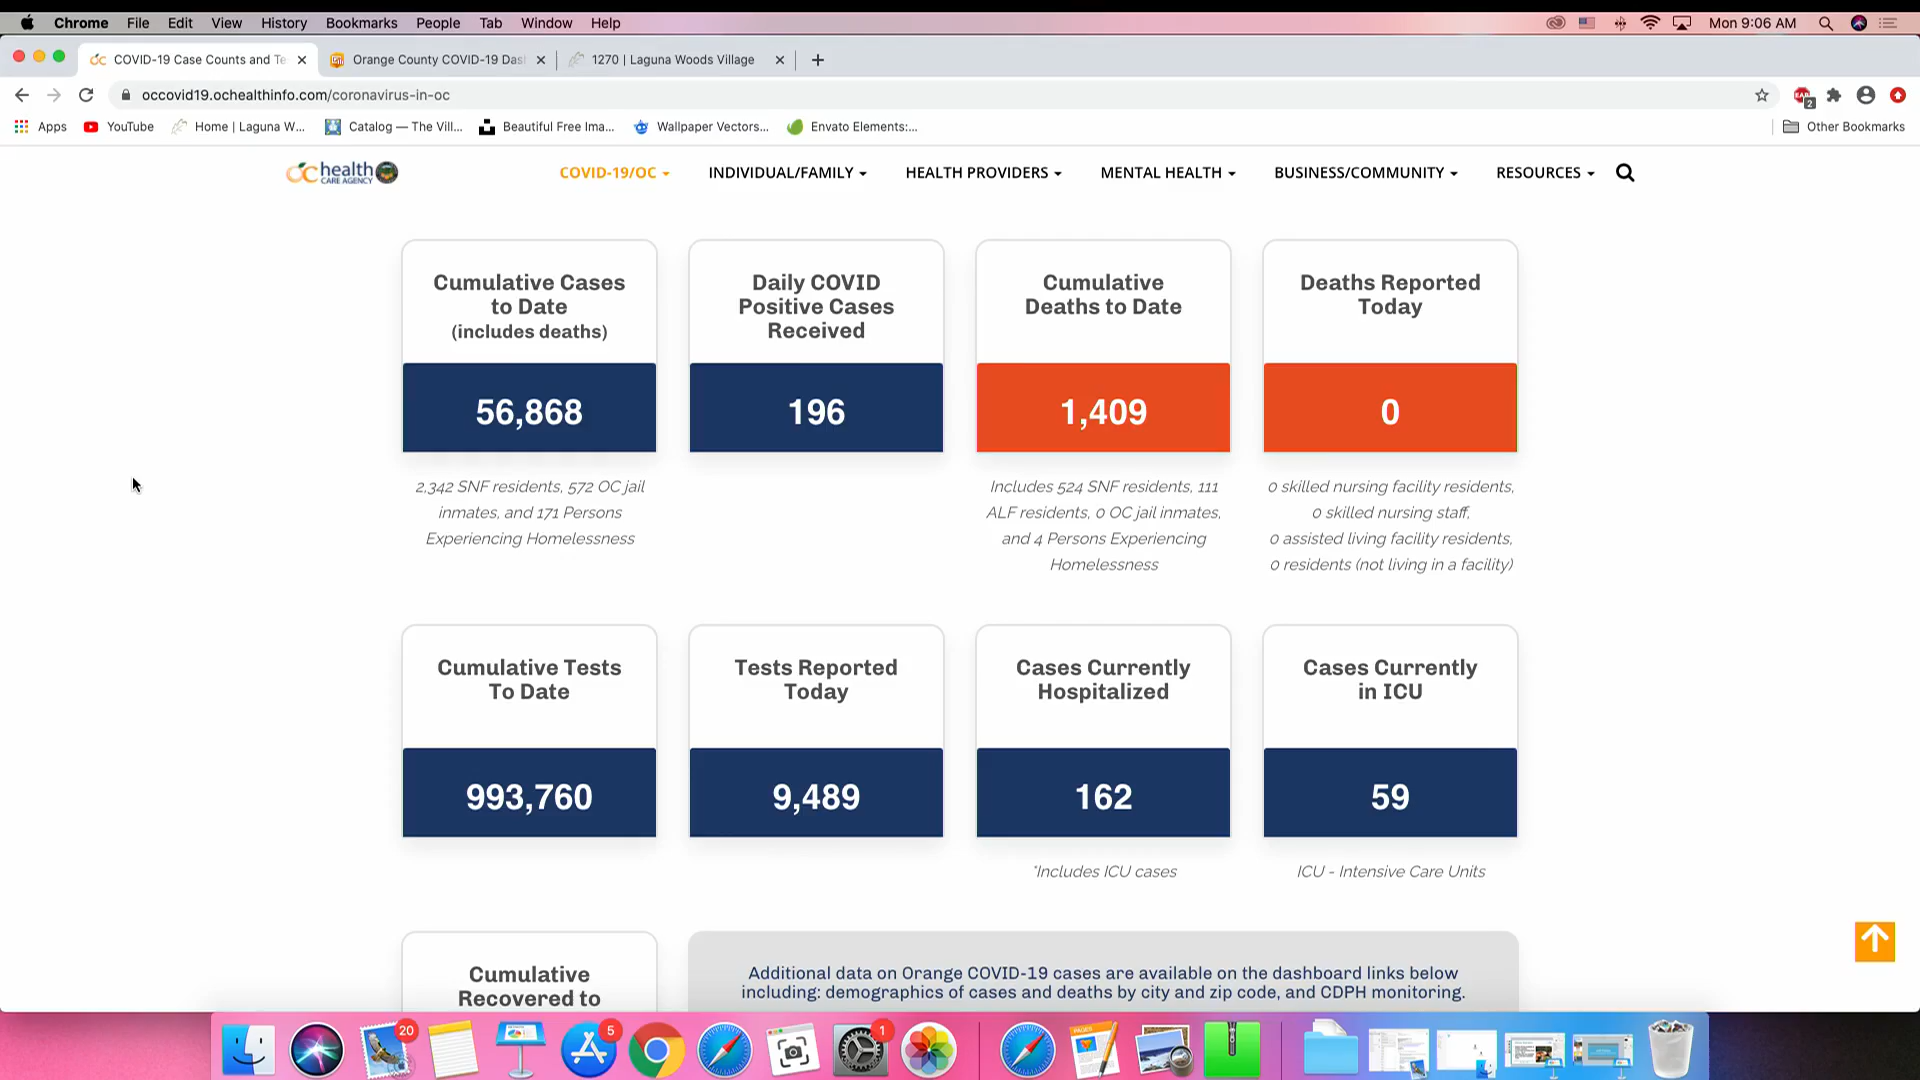 Chrome File Edit View History Bookmarks People Tab Window Help Mon 9:06 AM
COVID-19 Case Counts and Te Orange County COVID-19 Das 1270 | Laguna Woods Village
occovid19.ochealthinfo.com/coronavirus-in-oc
Apps YouTube Home | Laguna W... Catalog — The Vill... Beautiful Free Ima... Wallpaper Vectors... Envato Elements:... Other Bookmarks
OC health CARE AGENCY COVID-19/OC INDIVIDUAL/FAMILY HEALTH PROVIDERS MENTAL HEALTH BUSINESS/COMMUNITY RESOURCES
Cumulative Cases
to Date
(includes deaths)
56,868
2,342 SNF residents, 572 OC jail
inmates, and 171 Persons
Experiencing Homelessness
Daily COVID
Positive Cases
Received
196
Cumulative
Deaths to Date
1,409
Includes 524 SNF residents, 111
ALF residents, 0 OC jail inmates,
and 4 Persons Experiencing
Homelessness
Deaths Reported
Today
0
0 skilled nursing facility residents,
0 skilled nursing staff,
0 assisted living facility residents,
0 residents (not living in a facility)
Cumulative Tests
To Date
993,760
Tests Reported
Today
9,489
Cases Currently
Hospitalized
162
*Includes ICU cases
Cases Currently
in ICU
59
ICU - Intensive Care Units
Cumulative
Recovered to
Additional data on Orange COVID-19 cases are available on the dashboard links below
including: demographics of cases and deaths by city and zip code, and CDPH monitoring.
20 5 1
PAGES